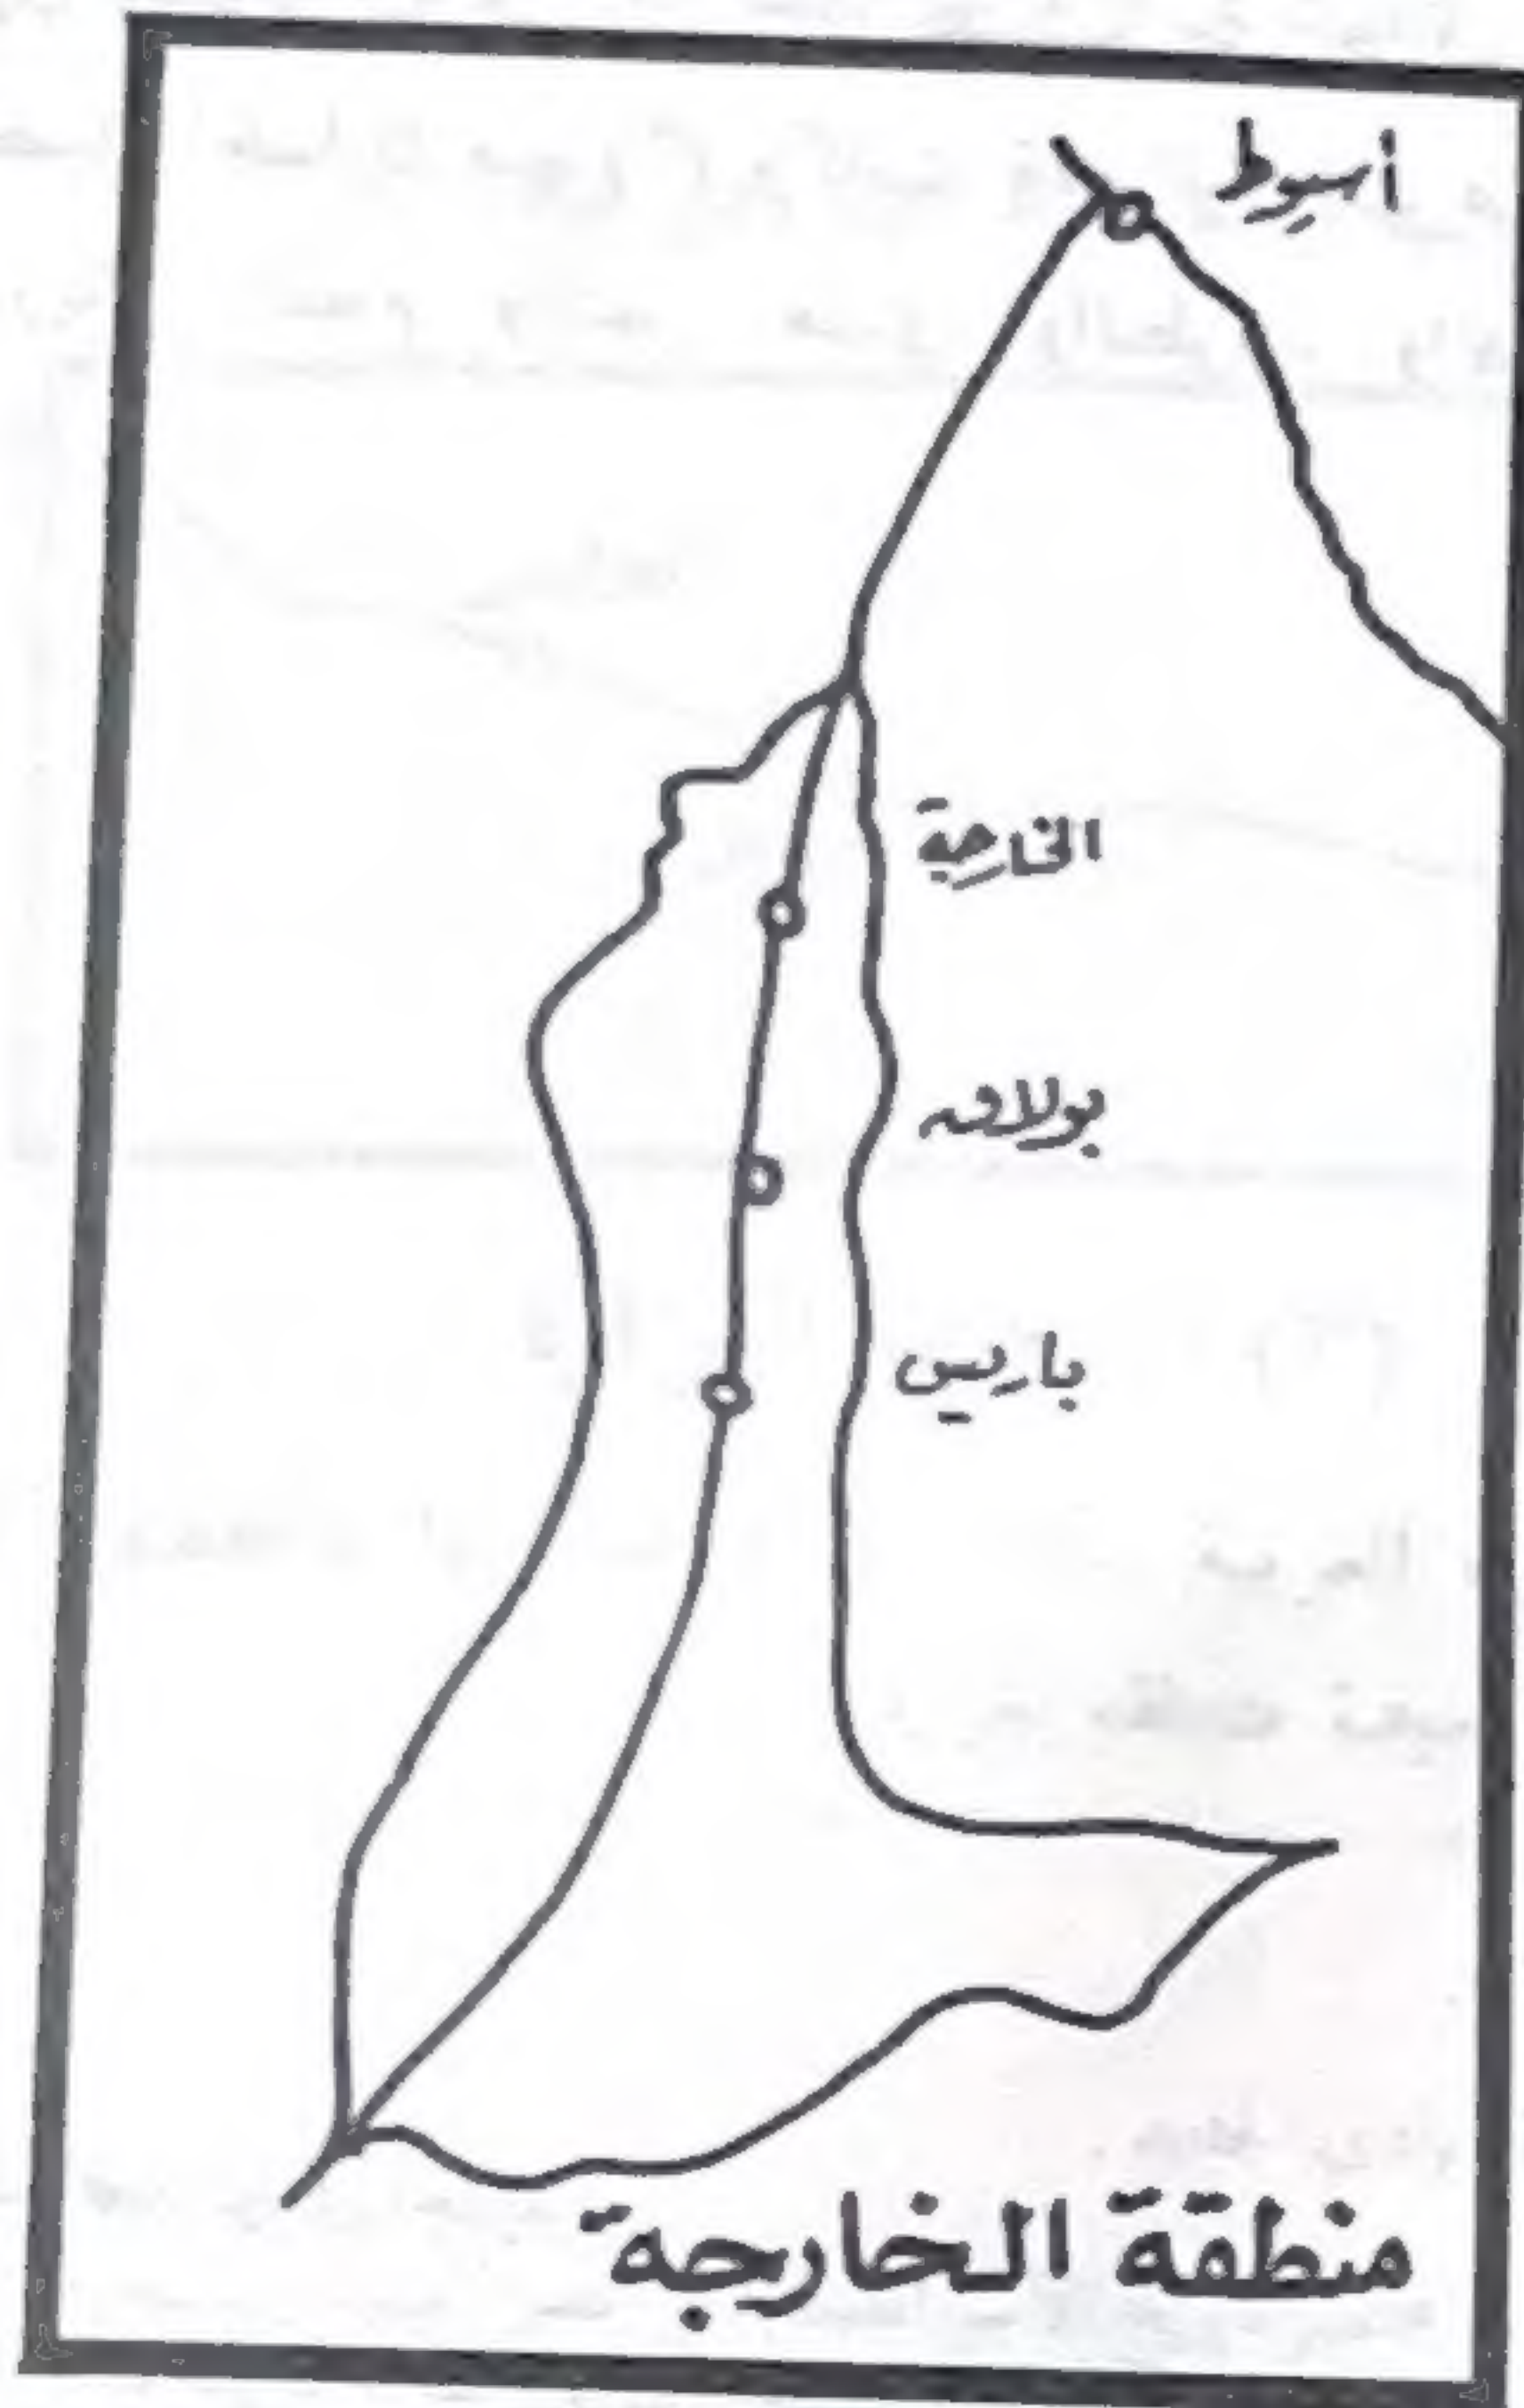 أسيوط
الخارجة
بولاق
باريس
منطقة الخارجة